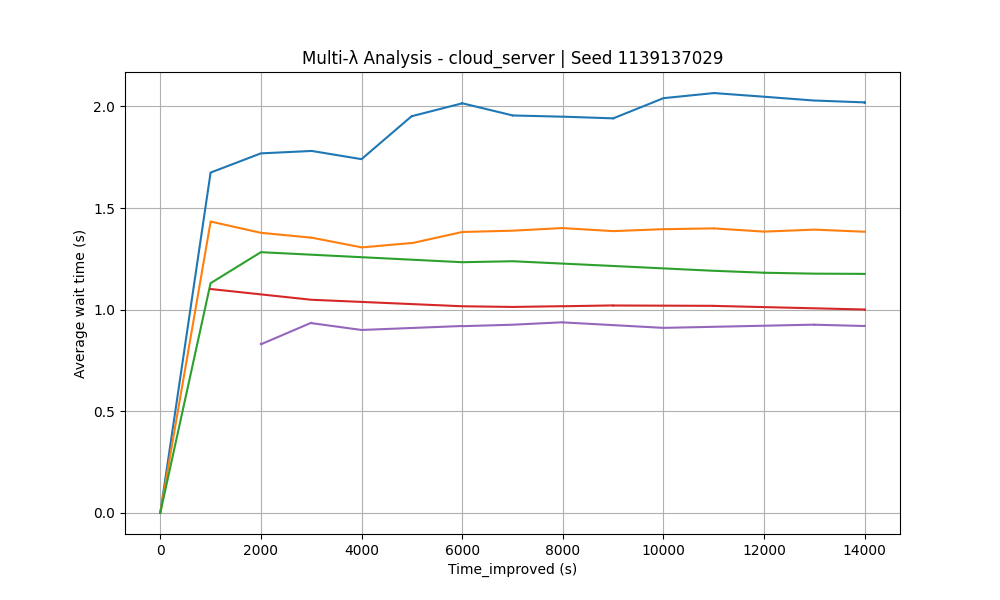 Multi-λ Analysis - cloud_server | Seed 1139137029
Average wait time (s)
2.0
1.5
1.0
0.5
0.0
0 2000 4000 6000 8000 10000 12000 14000
Time_improved (s)